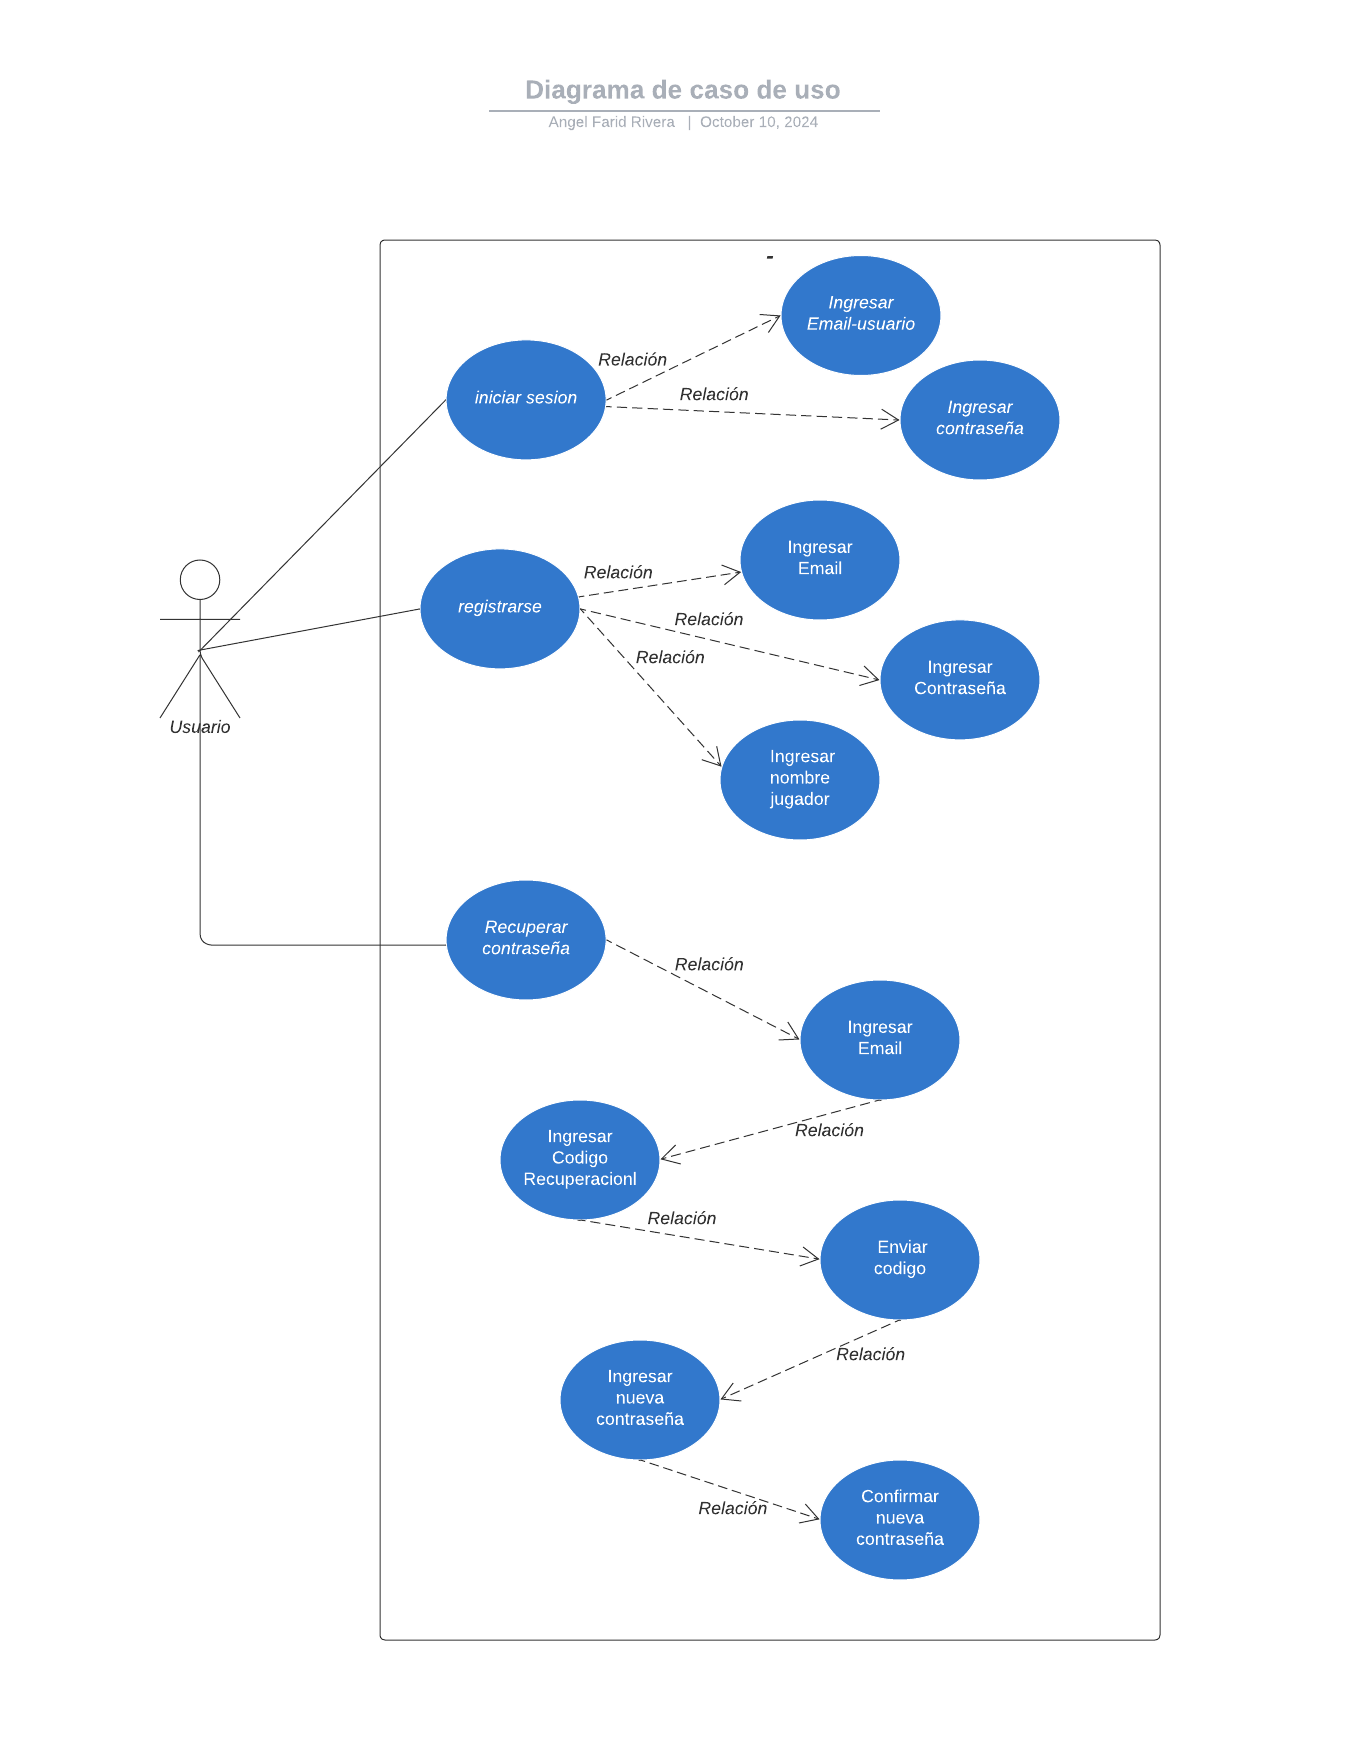 Diagrama de caso de uso
Angel Farid Rivera | October 10, 2024
-
Ingresar
Email-usuario
Relación
iniciar sesion
Relación
Ingresar
contraseña
Ingresar
Email
Relación
registrarse
Relación
Relación
Ingresar
Contraseña
Usuario
Ingresar
nombre
jugador
Recuperar
contraseña
Relación
Ingresar
Email
Relación
Ingresar
Codigo
Recuperacionl
Relación
Enviar
codigo
Relación
Ingresar
nueva
contraseña
Relación
Confirmar
nueva
contraseña